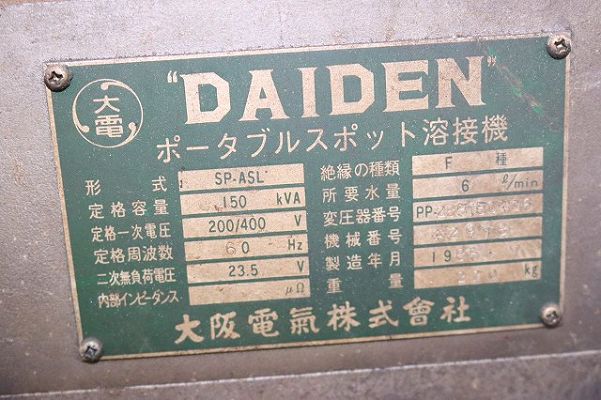 大電
"DAIDEN"
ポータブルスポット溶接機
形式 SP-ASL
定格容量 150 kVA
定格一次電圧 200/400 V
定格周波数 60 Hz
二次無負荷電圧 23.5 V
内部インピーダンス μΩ
絶縁の種類 F 種
所要水量 6 ℓ/min
変圧器番号 PP-
機械番号
製造年月 19
重量 kg
大阪電氣株式會社